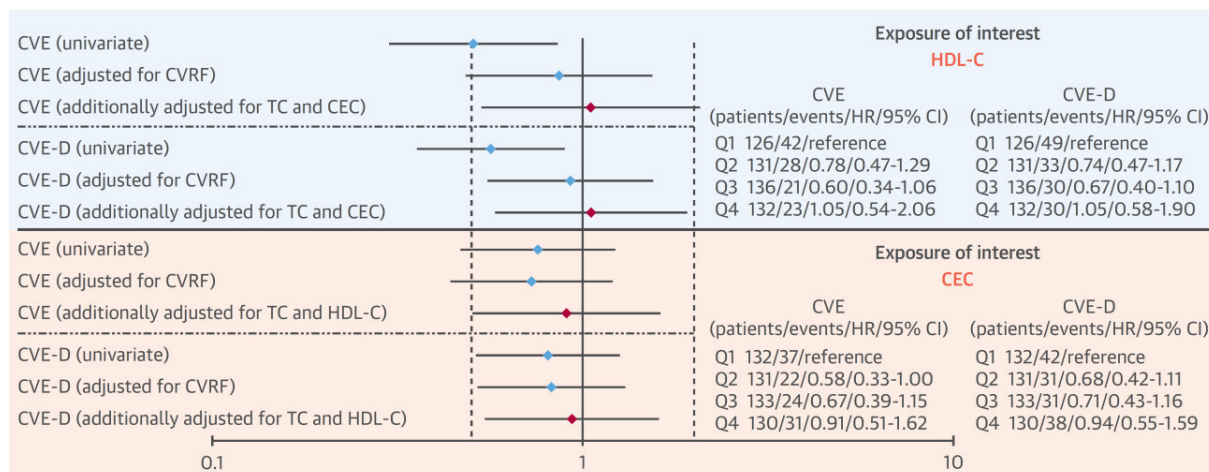 CVE (univariate)
CVE (adjusted for CVRF)
CVE (additionally adjusted for TC and CEC)
CVE-D (univariate)
CVE-D (adjusted for CVRF)
CVE-D (additionally adjusted for TC and CEC)
Exposure of interest
HDL-C
CVE
(patients/events/HR/95% CI)
Q1 126/42/reference
Q2 131/28/0.78/0.47-1.29
Q3 136/21/0.60/0.34-1.06
Q4 132/23/1.05/0.54-2.06
CVE-D
(patients/events/HR/95% CI)
Q1 126/49/reference
Q2 131/33/0.74/0.47-1.17
Q3 136/30/0.67/0.40-1.10
Q4 132/30/1.05/0.58-1.90
CVE (univariate)
CVE (adjusted for CVRF)
CVE (additionally adjusted for TC and HDL-C)
CVE-D (univariate)
CVE-D (adjusted for CVRF)
CVE-D (additionally adjusted for TC and HDL-C)
Exposure of interest
CEC
CVE
(patients/events/HR/95% CI)
Q1 132/37/reference
Q2 131/22/0.58/0.33-1.00
Q3 133/24/0.67/0.39-1.15
Q4 130/31/0.91/0.51-1.62
CVE-D
(patients/events/HR/95% CI)
Q1 132/42/reference
Q2 131/31/0.68/0.42-1.11
Q3 133/31/0.71/0.43-1.16
Q4 130/38/0.94/0.55-1.59
0.1 1 10